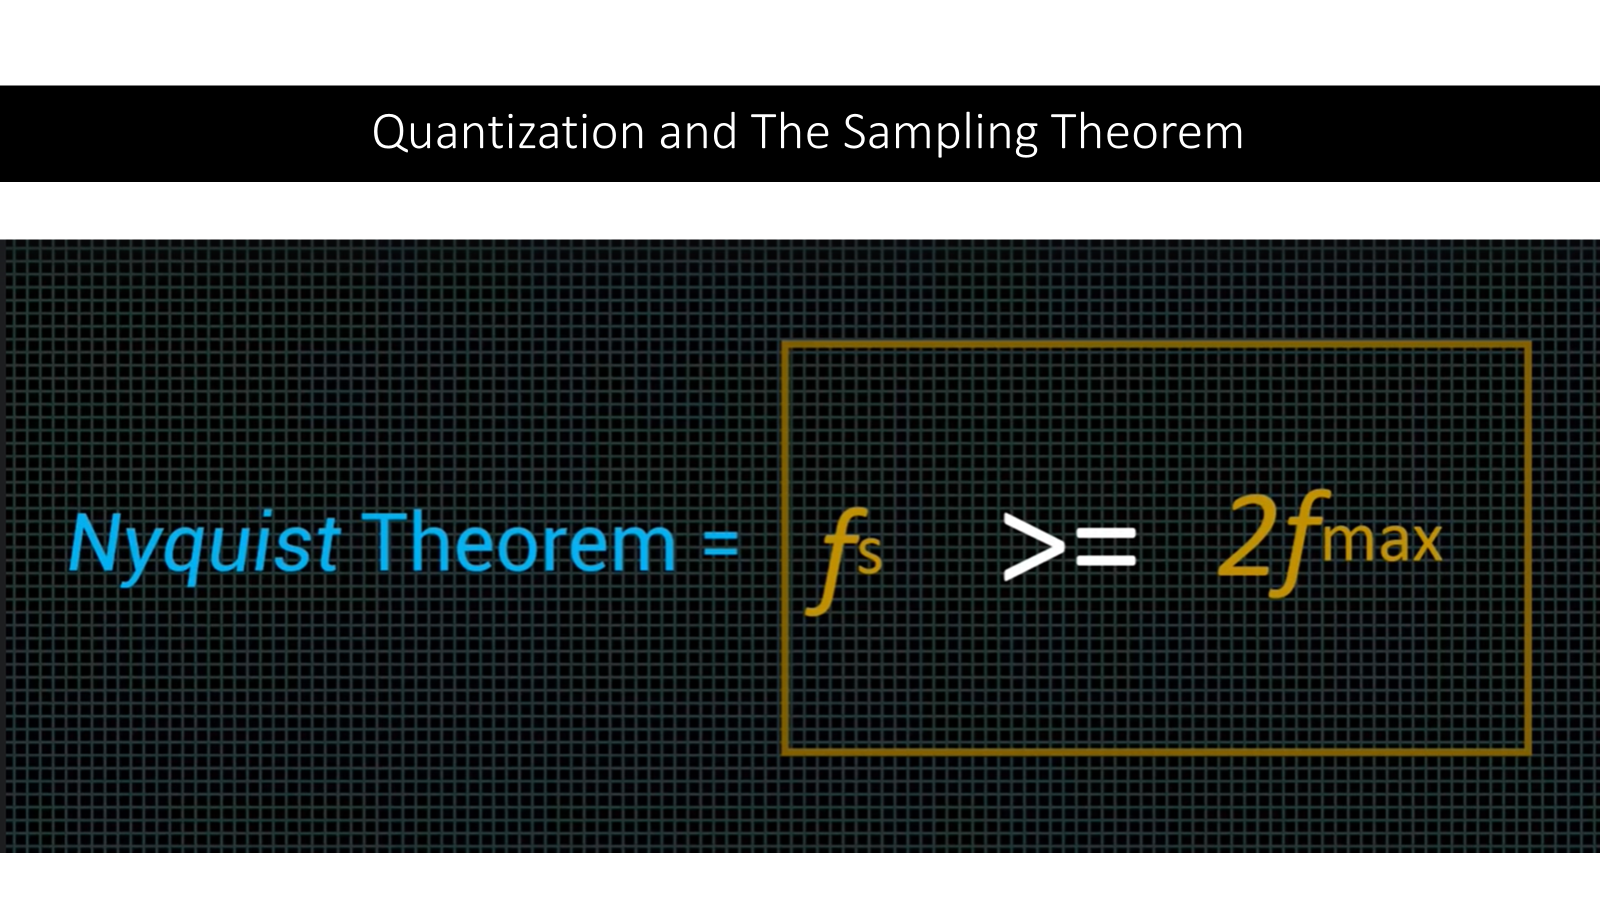 Quantization and The Sampling Theorem
Nyquist Theorem = fs >= 2fmax